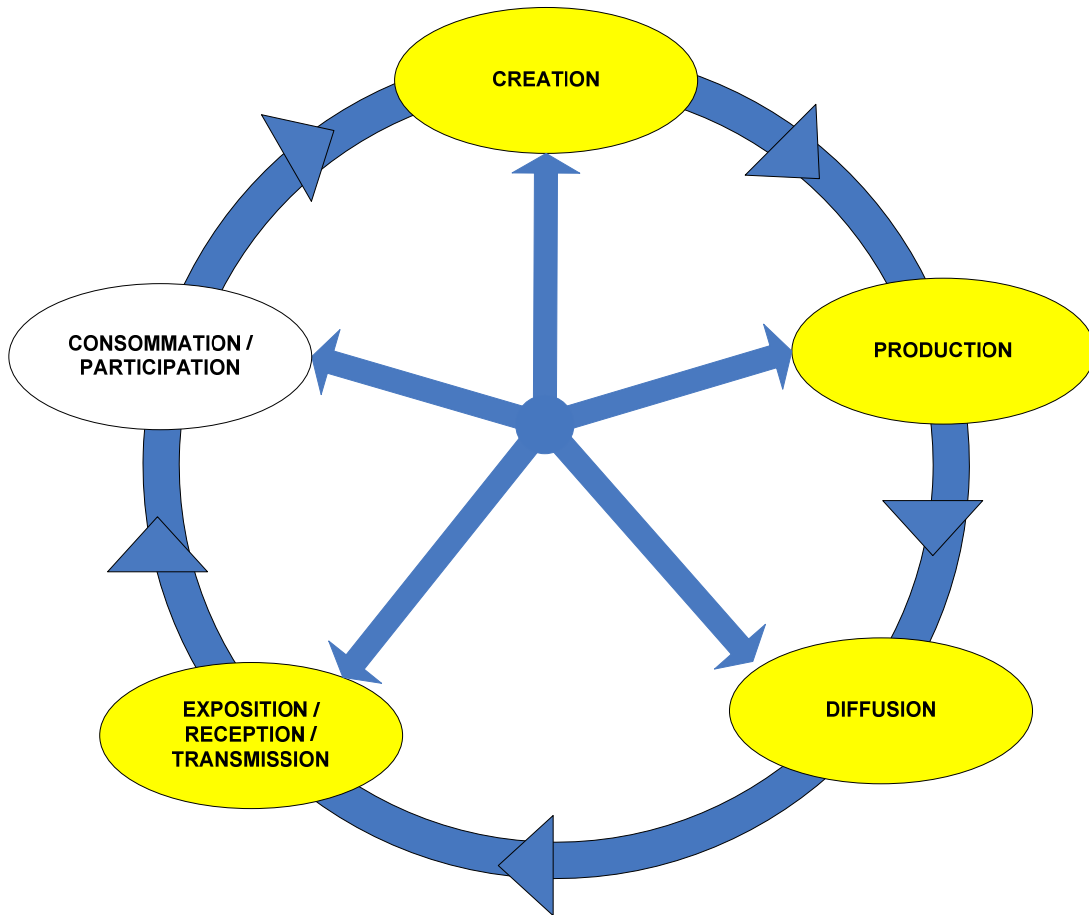 CREATION
PRODUCTION
DIFFUSION
EXPOSITION /
RECEPTION /
TRANSMISSION
CONSOMMATION /
PARTICIPATION